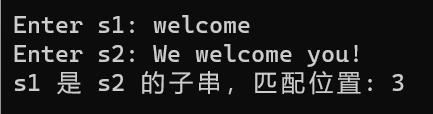 Enter s1: welcome
Enter s2: We welcome you!
s1 是 s2 的子串，匹配位置: 3